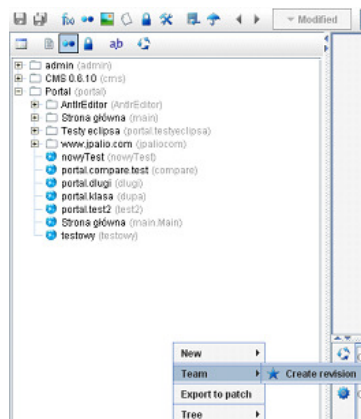 Modified
ab
admin (admin)
CMS 0.6.10 (cms)
Portal (portal)
AntlrEditor (AntlrEditor)
Strona główna (main)
Testy eclipsa (portal.testyeclipsa)
www.jpalio.com (jpaliocom)
nowyTest (nowyTest)
portal.compare.test (compare)
portal.dlugi (dlugi)
portal.klasa (dupa)
portal.test2 (test2)
Strona główna (main.Main)
testowy (testowy)
New
Team
Create revision
Export to patch
Tree